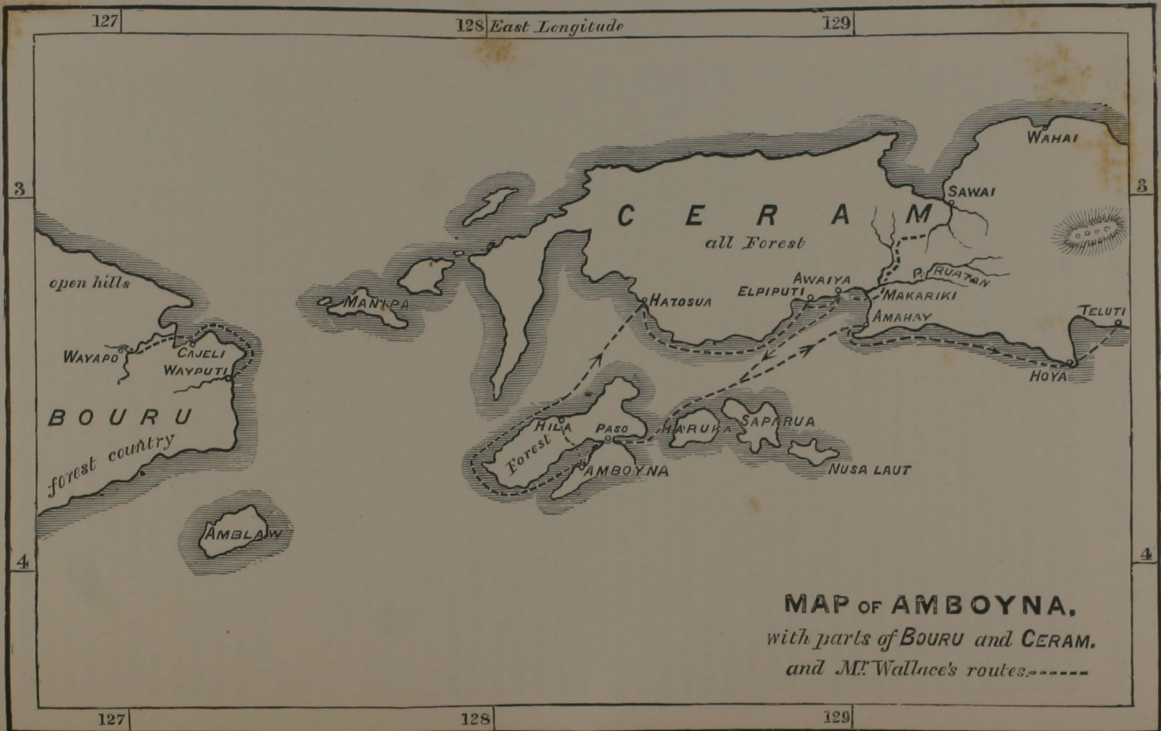 127
128 East Longitude
129
3
3
WAHAI
SAWAI
CERAM
all Forest
open hills
P. RUATAN
AWAIYA
ELPIPUTI
MAKARIKI
MANIPA
HATOSUA
AMAHAY
TELUTI
WAYAPO
CAJELI
WAYPUTI
HOYA
BOURU
forest country
HILA
Forest
PASO
AMBOYNA
HARUKA
SAPARUA
NUSA LAUT
AMBLAW
4
4
MAP OF AMBOYNA.
with parts of BOURU and CERAM.
and Mr. Wallace's routes.------
127
128
129